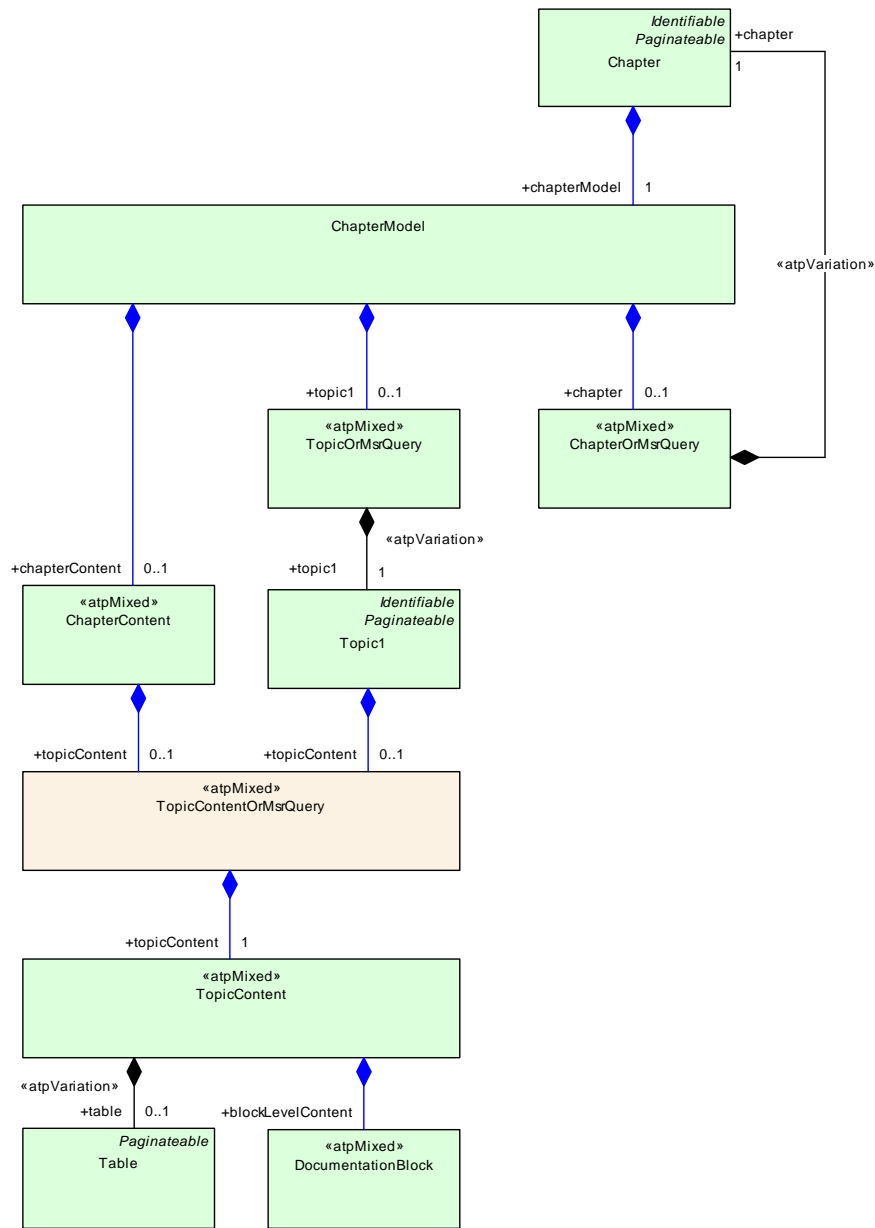 Identifiable
Paginateable
Chapter
+chapter
1
+chapterModel 1
ChapterModel
«atpVariation»
+topic1 0..1
+chapter 0..1
«atpMixed»
TopicOrMsrQuery
«atpMixed»
ChapterOrMsrQuery
«atpVariation»
+chapterContent 0..1
+topic1 1
«atpMixed»
ChapterContent
Identifiable
Paginateable
Topic1
+topicContent 0..1
+topicContent 0..1
«atpMixed»
TopicContentOrMsrQuery
+topicContent 1
«atpMixed»
TopicContent
«atpVariation»
+table 0..1
+blockLevelContent
Paginateable
Table
«atpMixed»
DocumentationBlock